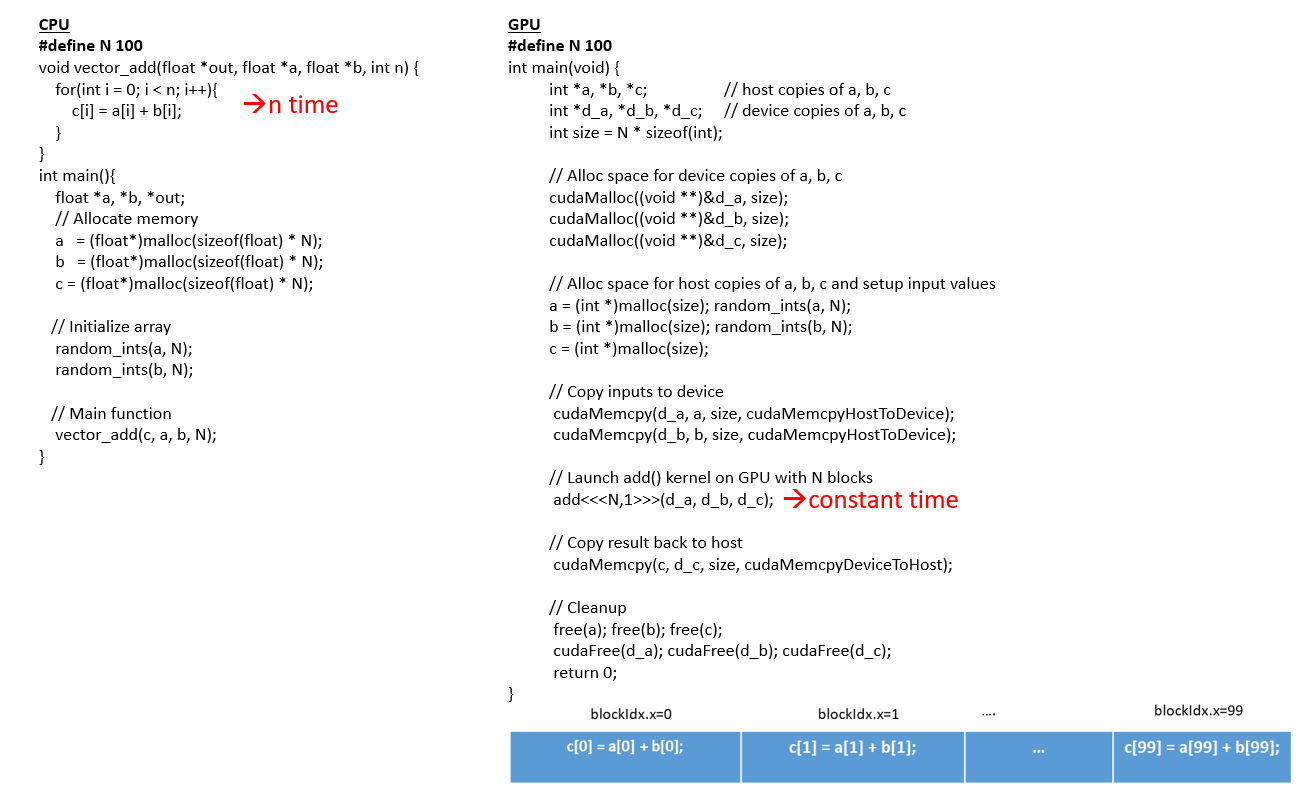 CPU
#define N 100
void vector_add(float *out, float *a, float *b, int n) {
for(int i = 0; i < n; i++){
c[i] = a[i] + b[i];
→n time
}
}
int main(){
float *a, *b, *out;
// Allocate memory
a = (float*)malloc(sizeof(float) * N);
b = (float*)malloc(sizeof(float) * N);
c = (float*)malloc(sizeof(float) * N);
// Initialize array
random_ints(a, N);
random_ints(b, N);
// Main function
vector_add(c, a, b, N);
}
GPU
#define N 100
int main(void) {
int *a, *b, *c; // host copies of a, b, c
int *d_a, *d_b, *d_c; // device copies of a, b, c
int size = N * sizeof(int);
// Alloc space for device copies of a, b, c
cudaMalloc((void **)&d_a, size);
cudaMalloc((void **)&d_b, size);
cudaMalloc((void **)&d_c, size);
// Alloc space for host copies of a, b, c and setup input values
a = (int *)malloc(size); random_ints(a, N);
b = (int *)malloc(size); random_ints(b, N);
c = (int *)malloc(size);
// Copy inputs to device
cudaMemcpy(d_a, a, size, cudaMemcpyHostToDevice);
cudaMemcpy(d_b, b, size, cudaMemcpyHostToDevice);
// Launch add() kernel on GPU with N blocks
add<<<N,1>>>(d_a, d_b, d_c); →constant time
// Copy result back to host
cudaMemcpy(c, d_c, size, cudaMemcpyDeviceToHost);
// Cleanup
free(a); free(b); free(c);
cudaFree(d_a); cudaFree(d_b); cudaFree(d_c);
return 0;
}
blockIdx.x=0 blockIdx.x=1 .... blockIdx.x=99
c[0] = a[0] + b[0]; c[1] = a[1] + b[1]; ... c[99] = a[99] + b[99];